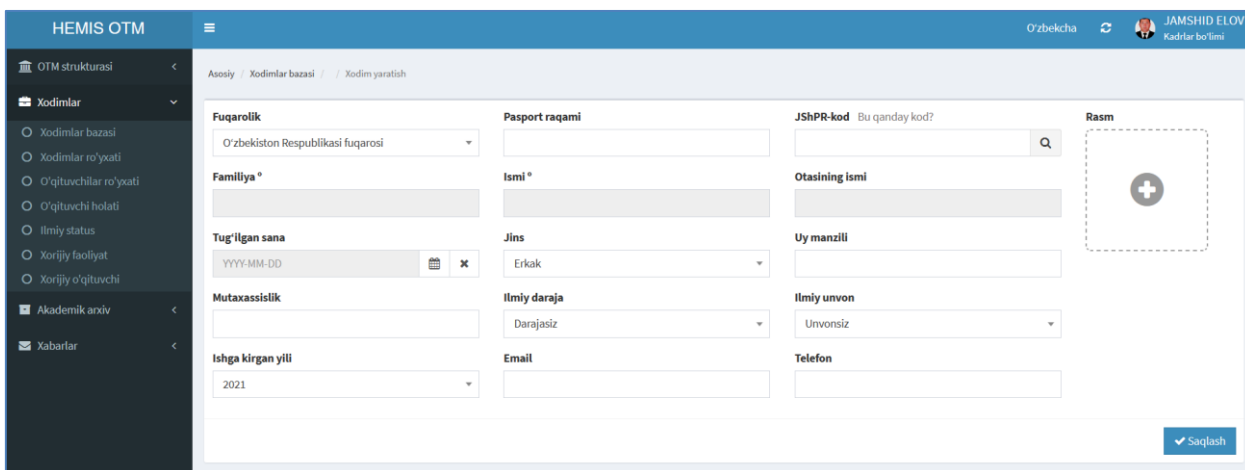 HEMIS OTM
O'zbekcha
JAMSHID ELOV
Kadrlar bo'limi
OTM strukturasi
Xodimlar
Xodimlar bazasi
Xodimlar ro'yxati
O'qituvchilar ro'yxati
O'qituvchi holati
Ilmiy status
Xorijiy faoliyat
Xorijiy o'qituvchi
Akademik arxiv
Xabarlar
Asosiy / Xodimlar bazasi / / Xodim yaratish
Fuqarolik
O'zbekiston Respublikasi fuqarosi
Pasport raqami
JShPR-kod Bu qanday kod?
Rasm
Familiya º
Ismi º
Otasining ismi
Tug'ilgan sana
YYYY-MM-DD
Jins
Erkak
Uy manzili
Mutaxassislik
Ilmiy daraja
Darajasiz
Ilmiy unvon
Unvonsiz
Ishga kirgan yili
2021
Email
Telefon
Saqlash